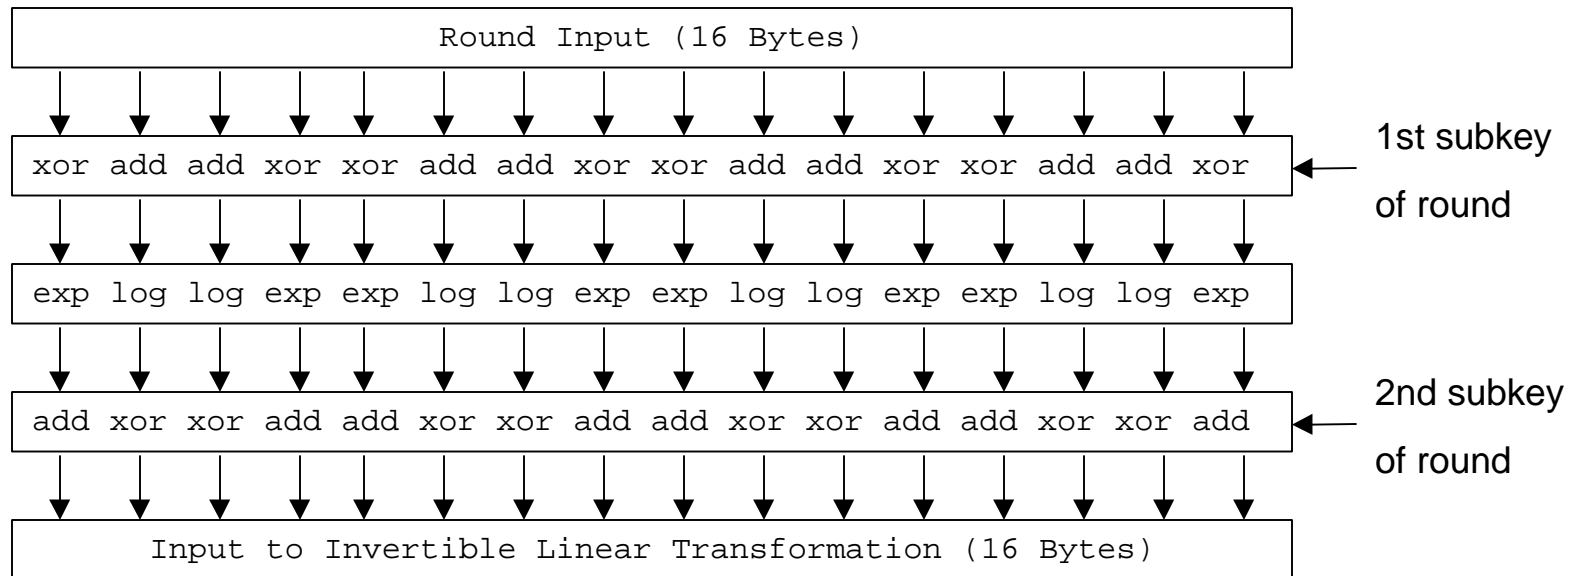 Round Input (16 Bytes)
xor add add xor xor add add xor xor add add xor xor add add xor
1st subkey
of round
exp log log exp exp log log exp exp log log exp exp log log exp
add xor xor add add xor xor add add xor xor add add xor xor add
2nd subkey
of round
Input to Invertible Linear Transformation (16 Bytes)